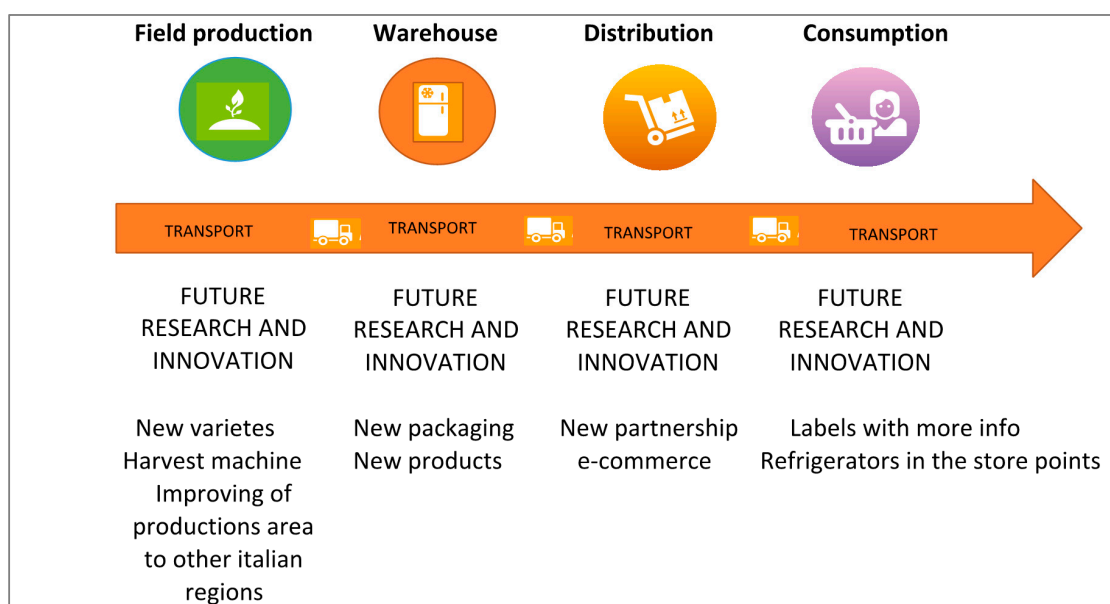 Field production
Warehouse
Distribution
Consumption
TRANSPORT
TRANSPORT
TRANSPORT
TRANSPORT
FUTURE
RESEARCH AND
INNOVATION
New varietes
Harvest machine
Improving of
productions area
to other italian
regions
FUTURE
RESEARCH AND
INNOVATION
New packaging
New products
FUTURE
RESEARCH AND
INNOVATION
New partnership
e-commerce
FUTURE
RESEARCH AND
INNOVATION
Labels with more info
Refrigerators in the store points